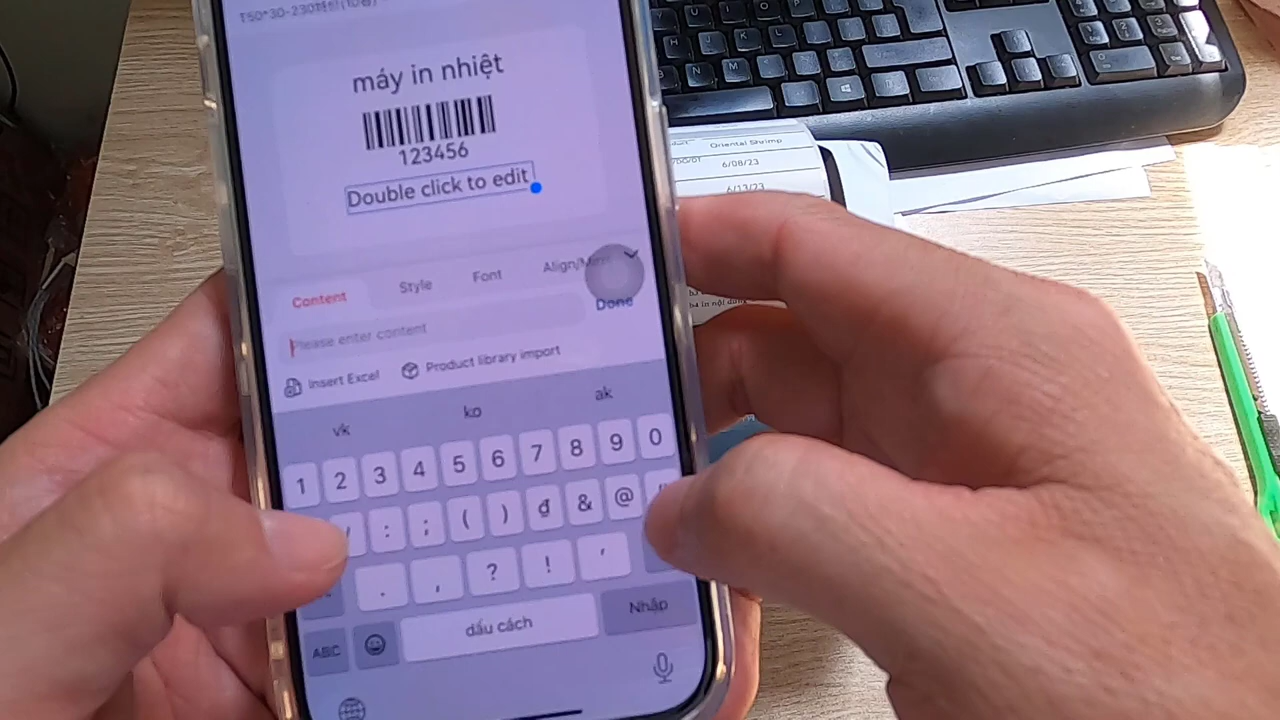 máy in nhiệt
123456
Double click to edit
Content Style Font
Done
Please enter content
Insert Excel Product library import
vk ko ak
1 2 3 4 5 6 7 8 9 0
: ; ( ) đ & @
. , ? ! '
ABC dấu cách Nhập
Oriental Shrimp
6/08/23
6/13/23